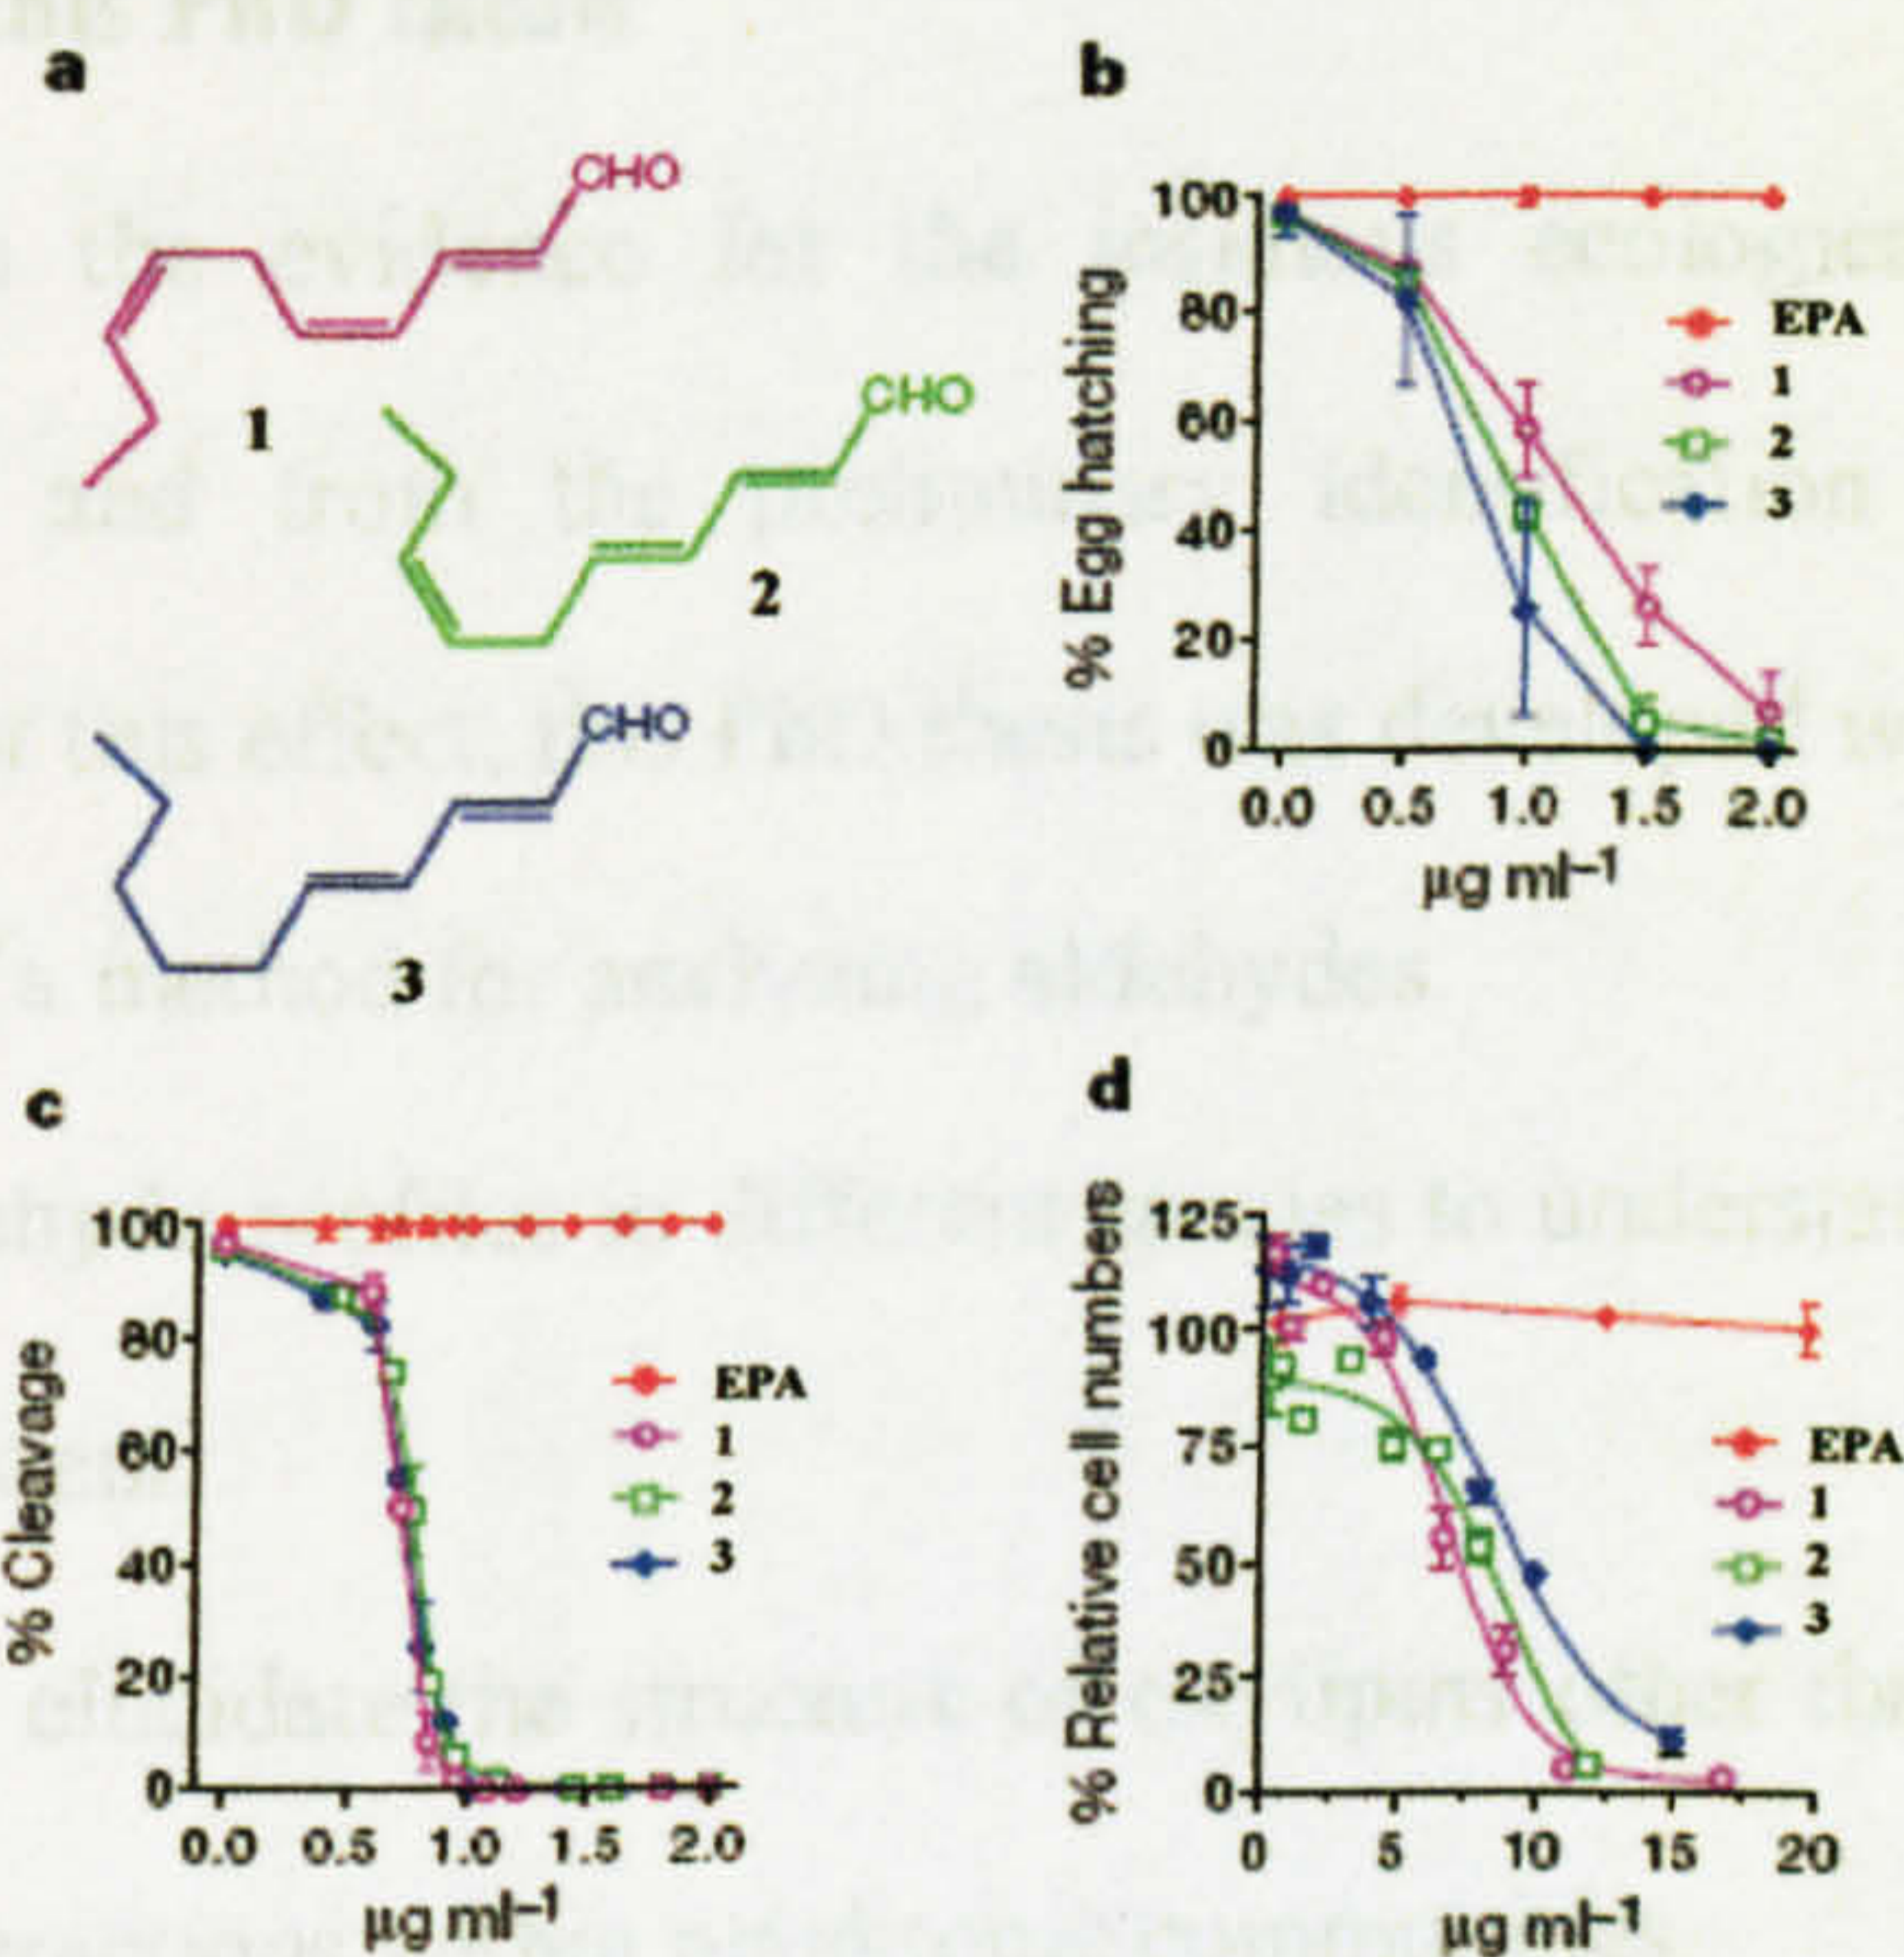 a
CHO
1
CHO
2
CHO
3
b
% Egg hatching
100
80
60
40
20
0
0.0 0.5 1.0 1.5 2.0
µg ml–1
EPA
1
2
3
c
% Cleavage
100
80
60
40
20
0
0.0 0.5 1.0 1.5 2.0
µg ml–1
EPA
1
2
3
d
% Relative cell numbers
125
100
75
50
25
0
0 5 10 15 20
µg ml–1
EPA
1
2
3